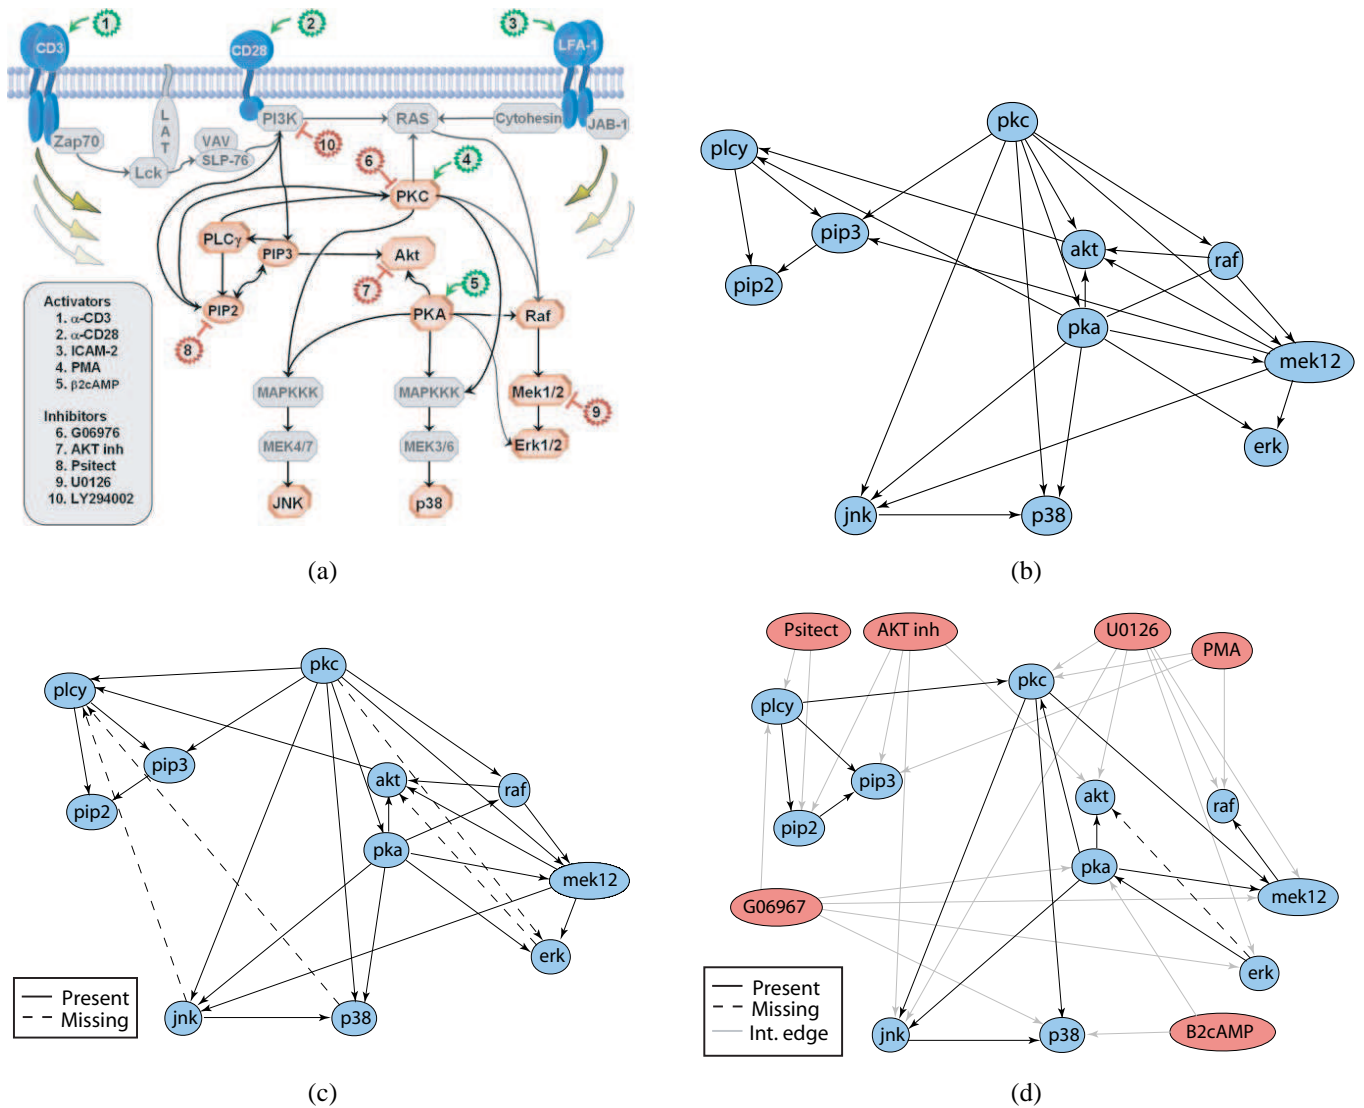 1
2
3
CD3
CD28
LFA-1
L
A
T
PI3K
RAS
Cytohesin
JAB-1
Zap70
VAV
SLP-76
Lck
10
6
4
PKC
PLCγ
PIP3
Akt
7
5
PIP2
PKA
Raf
8
Activators
1. α-CD3
2. α-CD28
3. ICAM-2
4. PMA
5. β2cAMP
Inhibitors
6. G06976
7. AKT inh
8. Psitect
9. U0126
10. LY294002
MAPKKK
MAPKKK
Mek1/2
9
MEK4/7
MEK3/6
Erk1/2
JNK
p38
(a)
pkc
plcy
pip3
akt
raf
pip2
pka
mek12
erk
jnk
p38
(b)
pkc
plcy
pip3
akt
raf
pip2
pka
mek12
erk
jnk
p38
Present
Missing
(c)
Psitect
AKT inh
U0126
PMA
pkc
plcy
pip3
akt
raf
pip2
pka
mek12
G06967
erk
jnk
p38
B2cAMP
Present
Missing
Int. edge
(d)